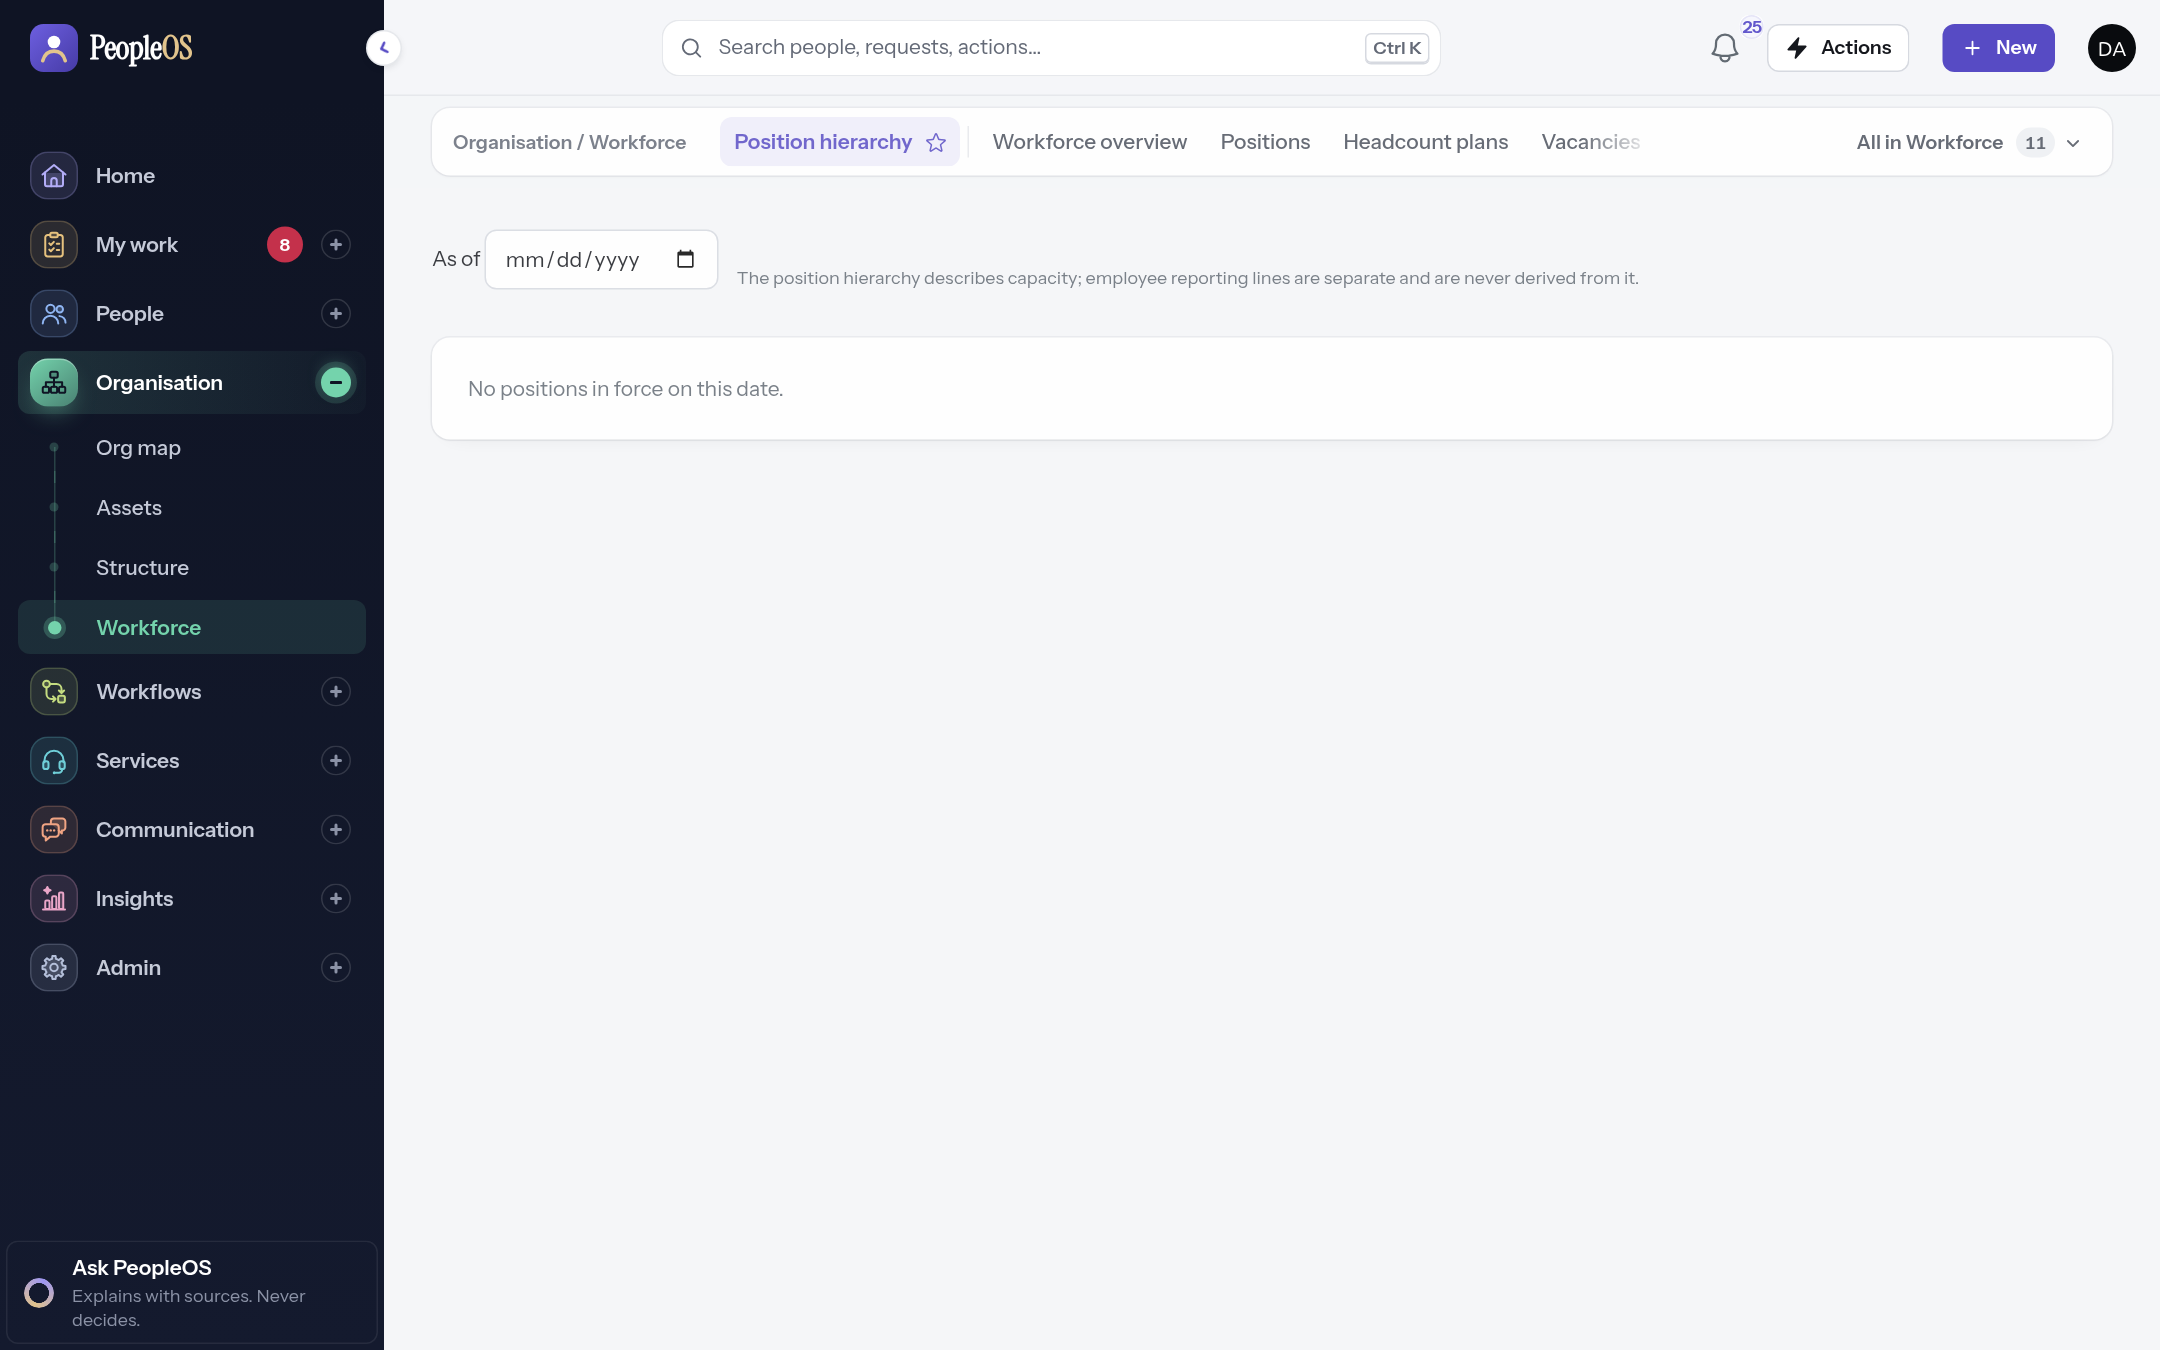 PeopleOS
Search people, requests, actions...
Ctrl K
25
Actions
New
DA
Organisation / Workforce
Position hierarchy
Workforce overview
Positions
Headcount plans
Vacancies
All in Workforce
11
Home
My work
8
People
Organisation
Org map
Assets
Structure
Workforce
Workflows
Services
Communication
Insights
Admin
As of
mm/dd/yyyy
The position hierarchy describes capacity; employee reporting lines are separate and are never derived from it.
No positions in force on this date.
Ask PeopleOS
Explains with sources. Never
decides.